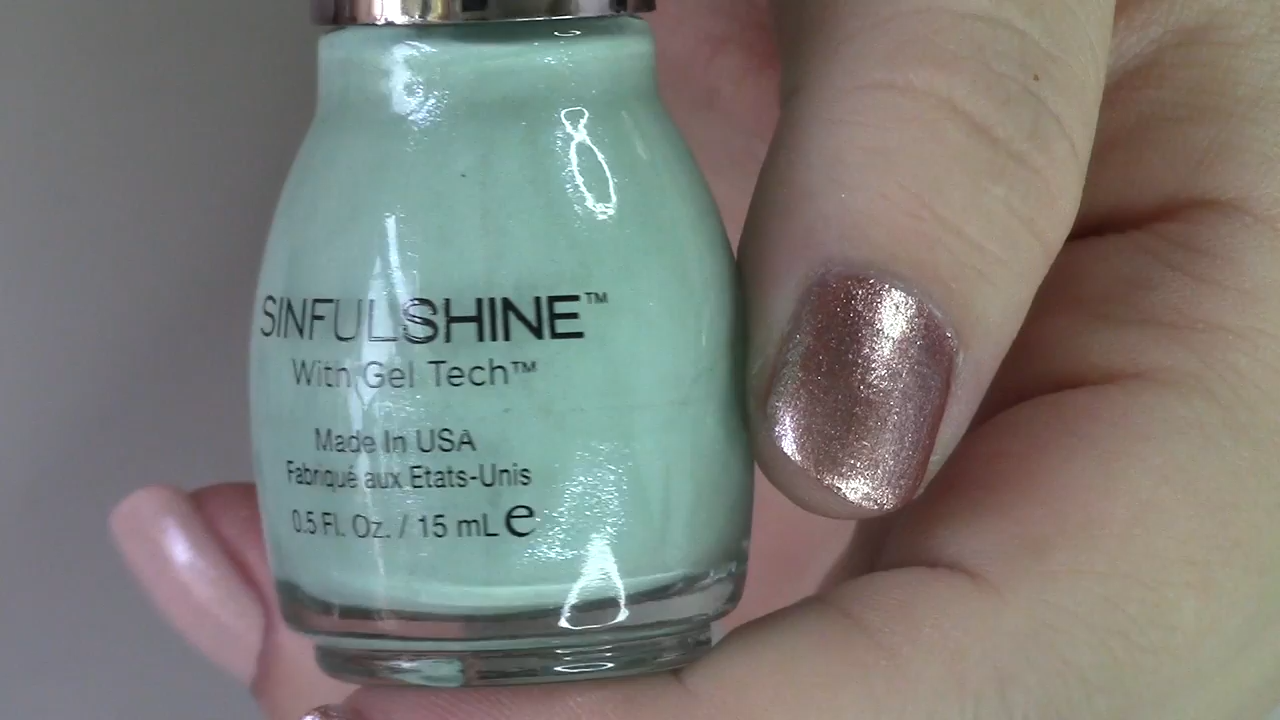 SINFULSHINE™
With Gel Tech™
Made In USA
Fabriqué aux Etats-Unis
0.5 Fl. Oz. / 15 mL e